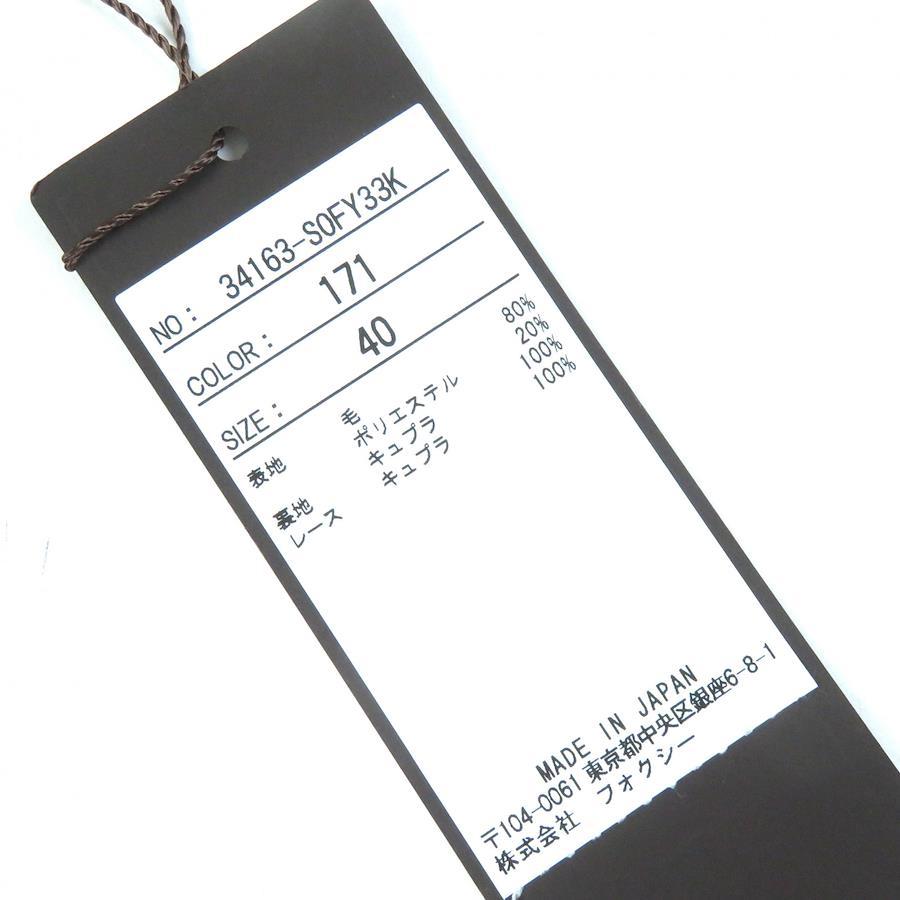 NO： 34163-SOFY33K
COLOR： 171
SIZE： 40
表地 毛 80%
ポリエステル 20%
裏地 キュプラ 100%
レース キュプラ 100%
MADE IN JAPAN
〒104-0061 東京都中央区銀座6-8-1
株式会社 フオクシー